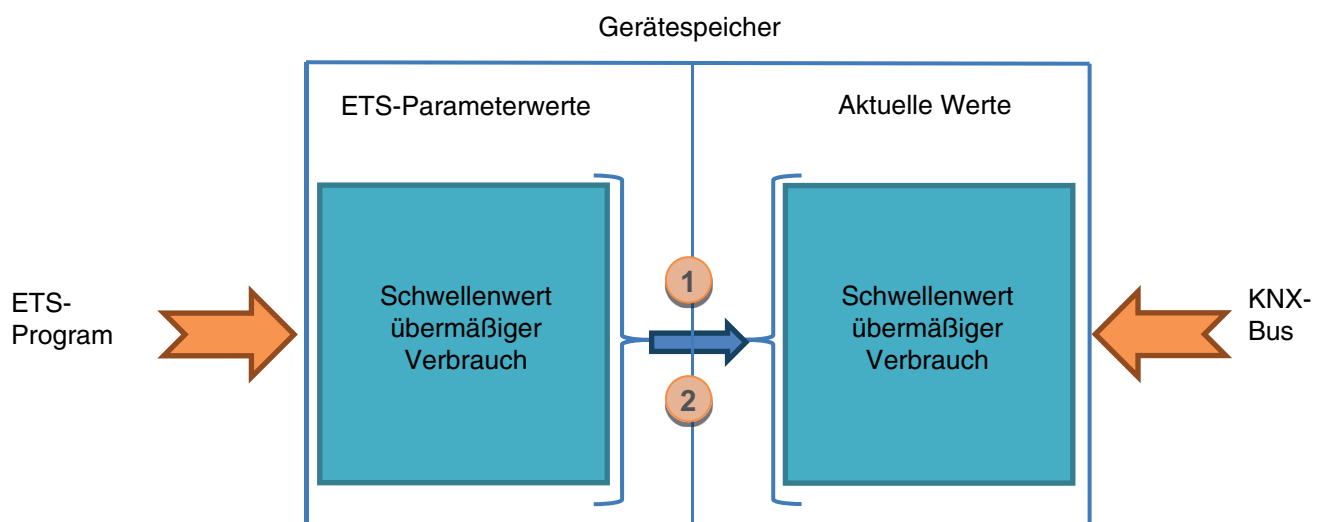 Gerätespeicher
ETS-Parameterwerte
Aktuelle Werte
ETS-
Program
Schwellenwert
übermäßiger
Verbrauch
1
2
Schwellenwert
übermäßiger
Verbrauch
KNX-
Bus